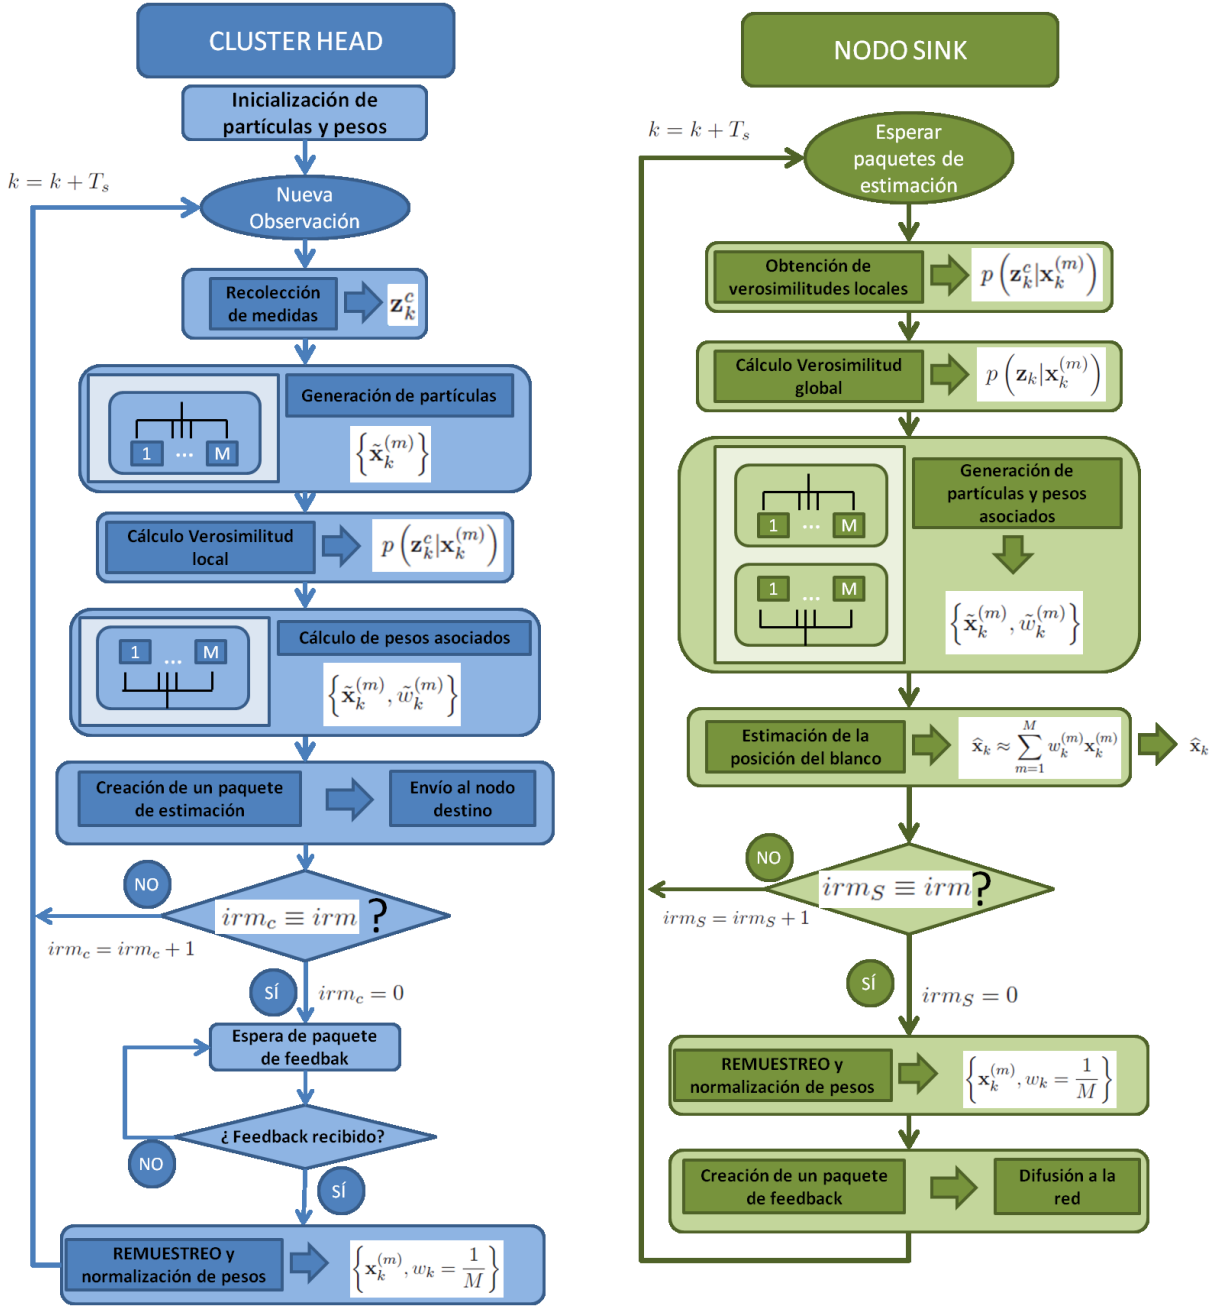 CLUSTER HEAD
Inicialización de
partículas y pesos
k = k + T_s
Nueva
Observación
Recolección
de medidas
𝐳_k^c
Generación de partículas
1 ... M
{x̃_k^(m)}
Cálculo Verosimilitud
local
p(𝐳_k^c|𝐱_k^(m))
Cálculo de pesos asociados
1 ... M
{x̃_k^(m), w̃_k^(m)}
Creación de un paquete
de estimación
Envío al nodo
destino
NO
irm_c ≡ irm ?
irm_c = irm_c + 1
SÍ
irm_c = 0
Espera de paquete
de feedbak
¿ Feedback recibido?
NO
SÍ
REMUESTREO y
normalización de pesos
{𝐱_k^(m), w_k = 1/M}
NODO SINK
k = k + T_s
Esperar
paquetes de
estimación
Obtención de
verosimilitudes locales
p(𝐳_k^c|𝐱_k^(m))
Cálculo Verosimilitud
global
p(𝐳_k|𝐱_k^(m))
1 ... M
1 ... M
Generación de
partículas y pesos
asociados
{x̃_k^(m), w̃_k^(m)}
Estimación de la
posición del blanco
x̂_k ≈ ∑_{m=1}^{M} w_k^(m) 𝐱_k^(m)
x̂_k
NO
irm_S ≡ irm ?
irm_S = irm_S + 1
SÍ
irm_S = 0
REMUESTREO y
normalización de pesos
{𝐱_k^(m), w_k = 1/M}
Creación de un paquete
de feedback
Difusión a la
red